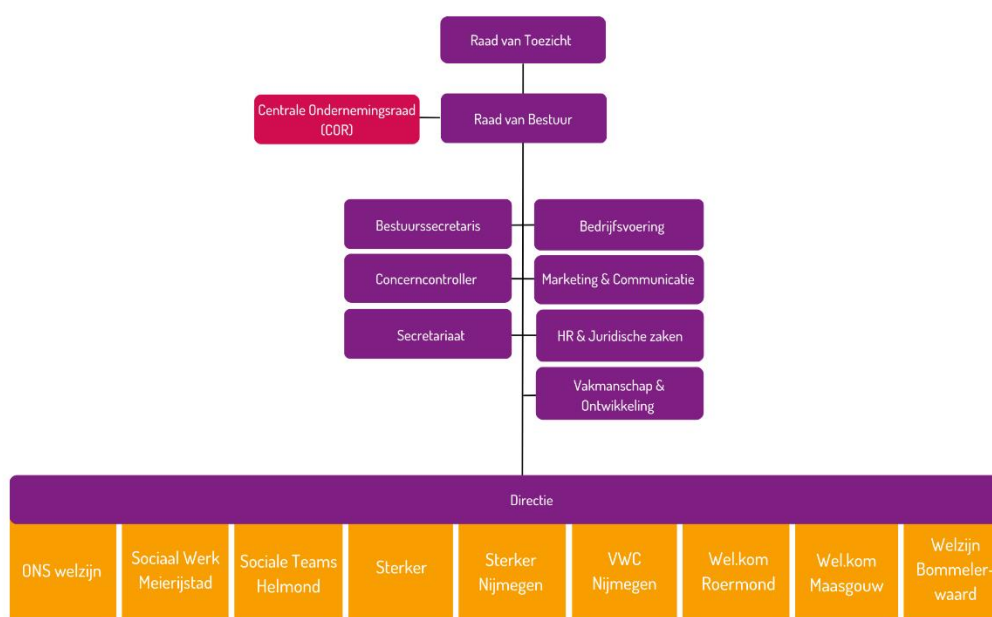 Raad van Toezicht
Centrale Ondernemingsraad
(COR)
Raad van Bestuur
Bestuurssecretaris
Bedrijfsvoering
Concerncontroller
Marketing & Communicatie
Secretariaat
HR & Juridische zaken
Vakmanschap &
Ontwikkeling
Directie
ONS welzijn
Sociaal Werk
Meierijstad
Sociale Teams
Helmond
Sterker
Sterker
Nijmegen
VWC
Nijmegen
Wel.kom
Roermond
Wel.kom
Maasgouw
Welzijn
Bommeler-
waard